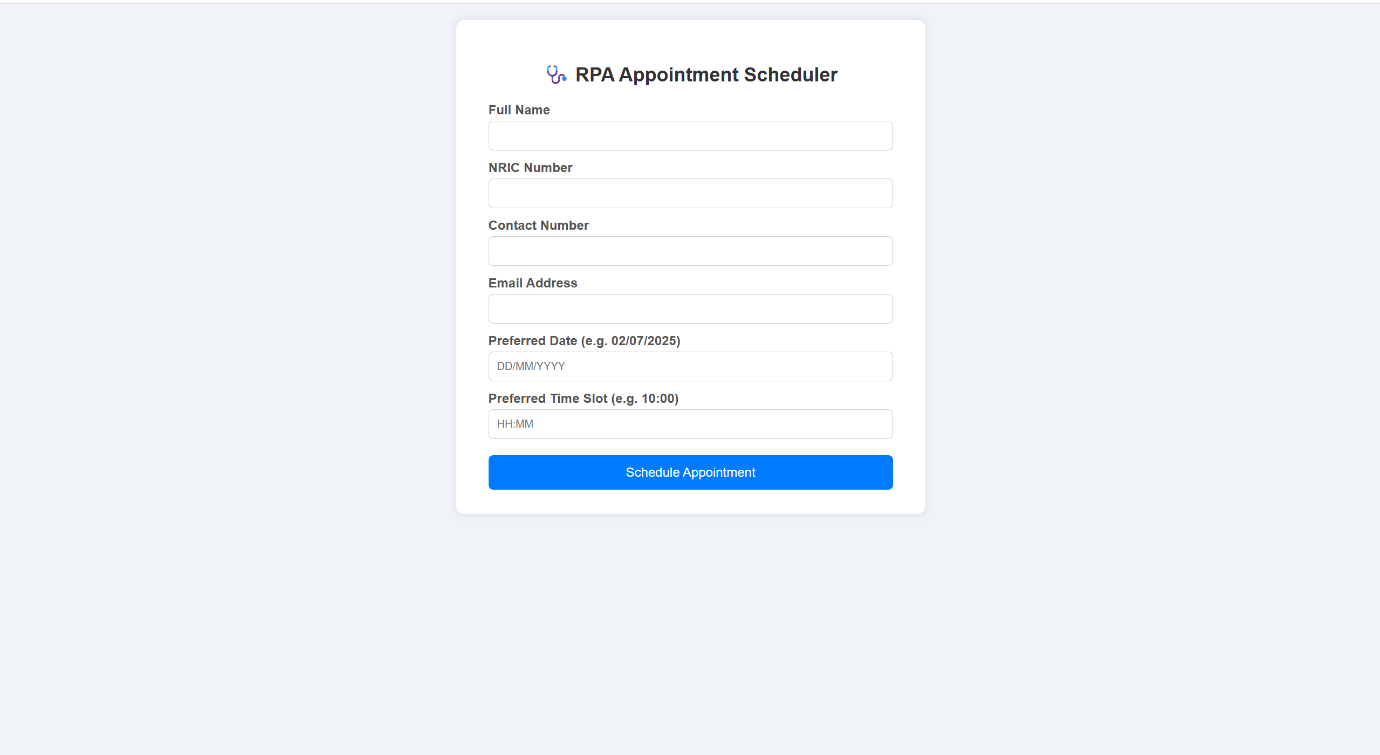 RPA Appointment Scheduler
Full Name
NRIC Number
Contact Number
Email Address
Preferred Date (e.g. 02/07/2025)
DD/MM/YYYY
Preferred Time Slot (e.g. 10:00)
HH:MM
Schedule Appointment